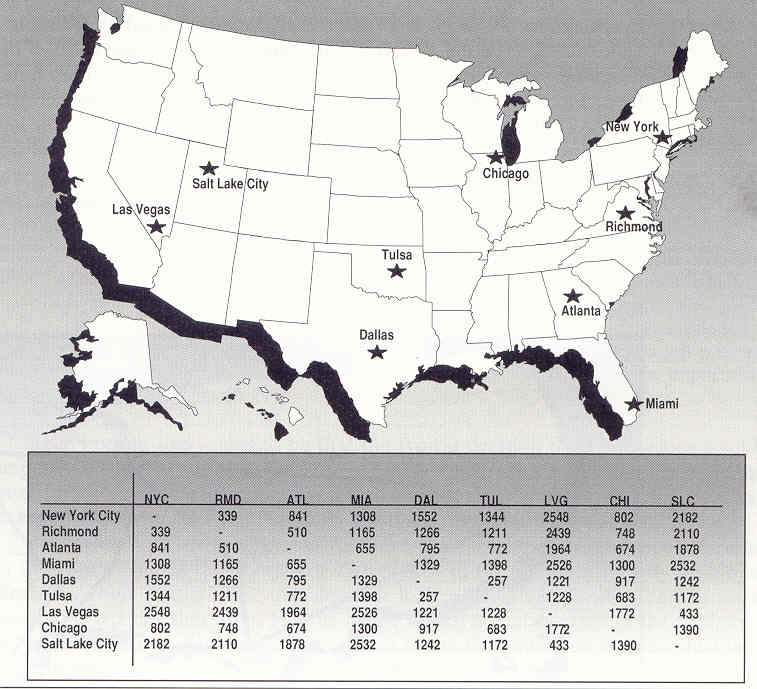 New York
Chicago
Salt Lake City
Las Vegas
Richmond
Tulsa
Atlanta
Dallas
Miami
NYC RMD ATL MIA DAL TUL LVG CHI SLC
New York City - 339 841 1308 1552 1344 2548 802 2182
Richmond 339 - 510 1165 1266 1211 2439 748 2110
Atlanta 841 510 - 655 795 772 1964 674 1878
Miami 1308 1165 655 - 1329 1398 2526 1300 2532
Dallas 1552 1266 795 1329 - 257 1221 917 1242
Tulsa 1344 1211 772 1398 257 - 1228 683 1172
Las Vegas 2548 2439 1964 2526 1221 1228 - 1772 433
Chicago 802 748 674 1300 917 683 1772 - 1390
Salt Lake City 2182 2110 1878 2532 1242 1172 433 1390 -